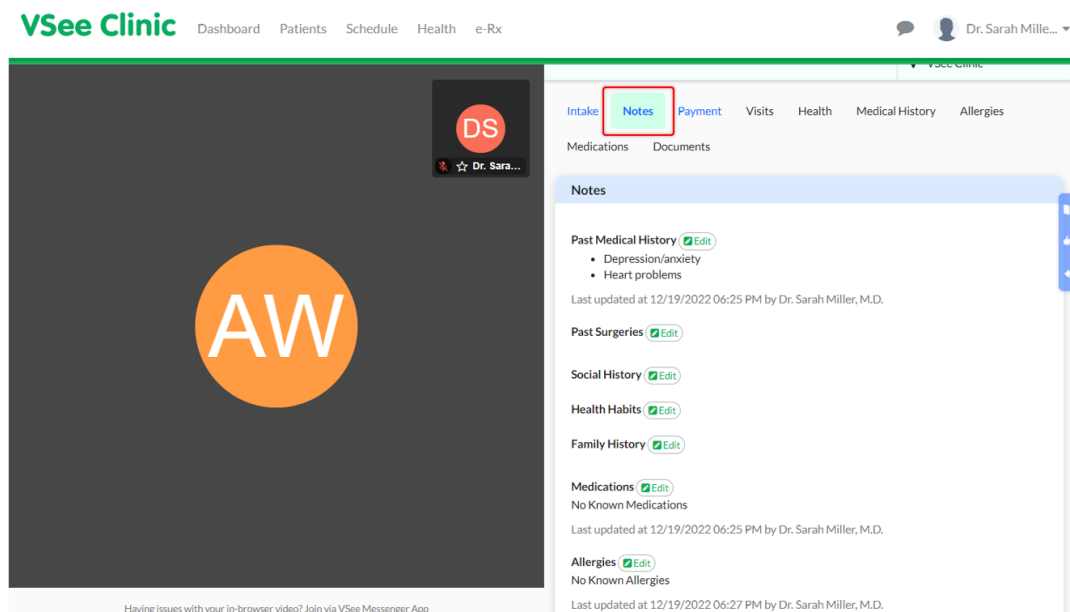 VSee Clinic Dashboard Patients Schedule Health e-Rx Dr. Sarah Mille...
VSee Clinic
DS
Dr. Sara...
AW
Intake Notes Payment Visits Health Medical History Allergies
Medications Documents
Notes
Past Medical History Edit
• Depression/anxiety
• Heart problems
Last updated at 12/19/2022 06:25 PM by Dr. Sarah Miller, M.D.
Past Surgeries Edit
Social History Edit
Health Habits Edit
Family History Edit
Medications Edit
No Known Medications
Last updated at 12/19/2022 06:25 PM by Dr. Sarah Miller, M.D.
Allergies Edit
No Known Allergies
Last updated at 12/19/2022 06:27 PM by Dr. Sarah Miller, M.D.
Having issues with your in-browser video? Join via VSee Messenger App